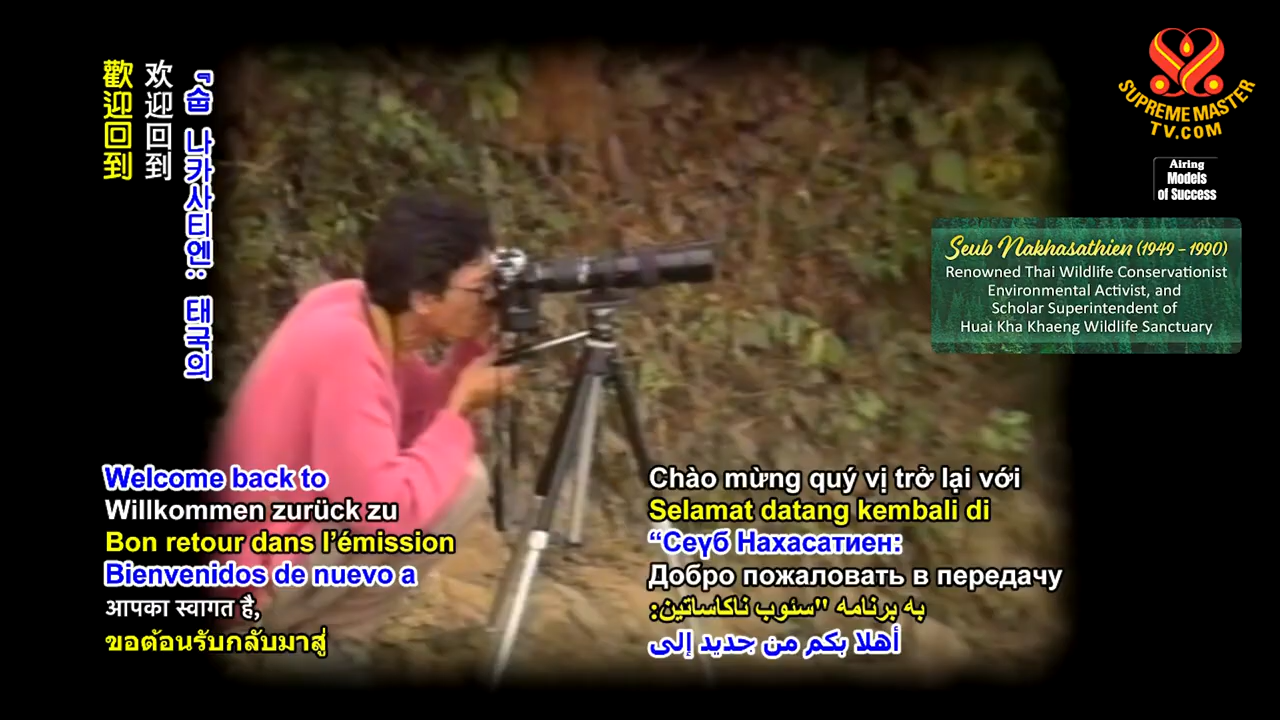 歡迎回到
欢迎回到
『습 나카사티엔: 태국의
SUPREME MASTER
TV.COM
Airing
Models
of Success
Seub Nakhasathien (1949 – 1990)
Renowned Thai Wildlife Conservationist
Environmental Activist, and
Scholar Superintendent of
Huai Kha Khaeng Wildlife Sanctuary
Welcome back to
Willkommen zurück zu
Bon retour dans l’émission
Bienvenidos de nuevo a
आपका स्वागत है,
ขอต้อนรับกลับมาสู่
Chào mừng quý vị trở lại với
Selamat datang kembali di
“Сеүб Нахасатиен:
Добро пожаловать в передачу
به برنامه "سئوب ناکاساتین:
أهلا بكم من جديد إلى